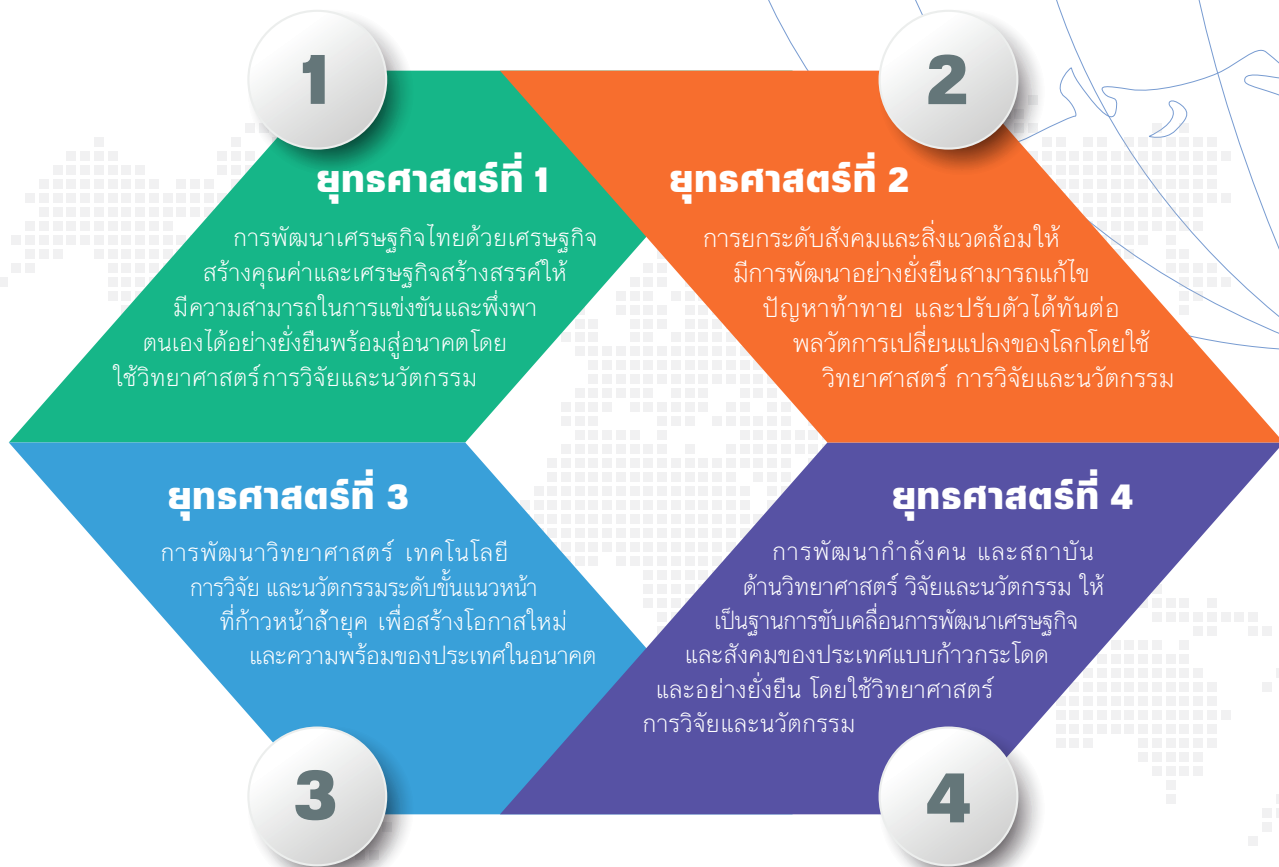 1
ยุทธศาสตร์ที่ 1
การพัฒนาเศรษฐกิจไทยด้วยเศรษฐกิจ
สร้างคุณค่าและเศรษฐกิจสร้างสรรค์ให้
มีความสามารถในการแข่งขันและพึ่งพา
ตนเองได้อย่างยั่งยืนพร้อมสู่อนาคตโดย
ใช้วิทยาศาสตร์ การวิจัยและนวัตกรรม
2
ยุทธศาสตร์ที่ 2
การยกระดับสังคมและสิ่งแวดล้อมให้
มีการพัฒนาอย่างยั่งยืน สามารถแก้ไข
ปัญหาท้าทาย และปรับตัวได้ทันต่อ
พลวัตการเปลี่ยนแปลงของโลกโดยใช้
วิทยาศาสตร์ การวิจัยและนวัตกรรม
ยุทธศาสตร์ที่ 3
การพัฒนาวิทยาศาสตร์ เทคโนโลยี
การวิจัย และนวัตกรรมระดับขั้นแนวหน้า
ที่ก้าวหน้าล้ำยุค เพื่อสร้างโอกาสใหม่
และความพร้อมของประเทศในอนาคต
3
ยุทธศาสตร์ที่ 4
การพัฒนากำลังคน และสถาบัน
ด้านวิทยาศาสตร์ วิจัยและนวัตกรรม ให้
เป็นฐานการขับเคลื่อนการพัฒนาเศรษฐกิจ
และสังคมของประเทศแบบก้าวกระโดด
และอย่างยั่งยืน โดยใช้วิทยาศาสตร์
การวิจัยและนวัตกรรม
4